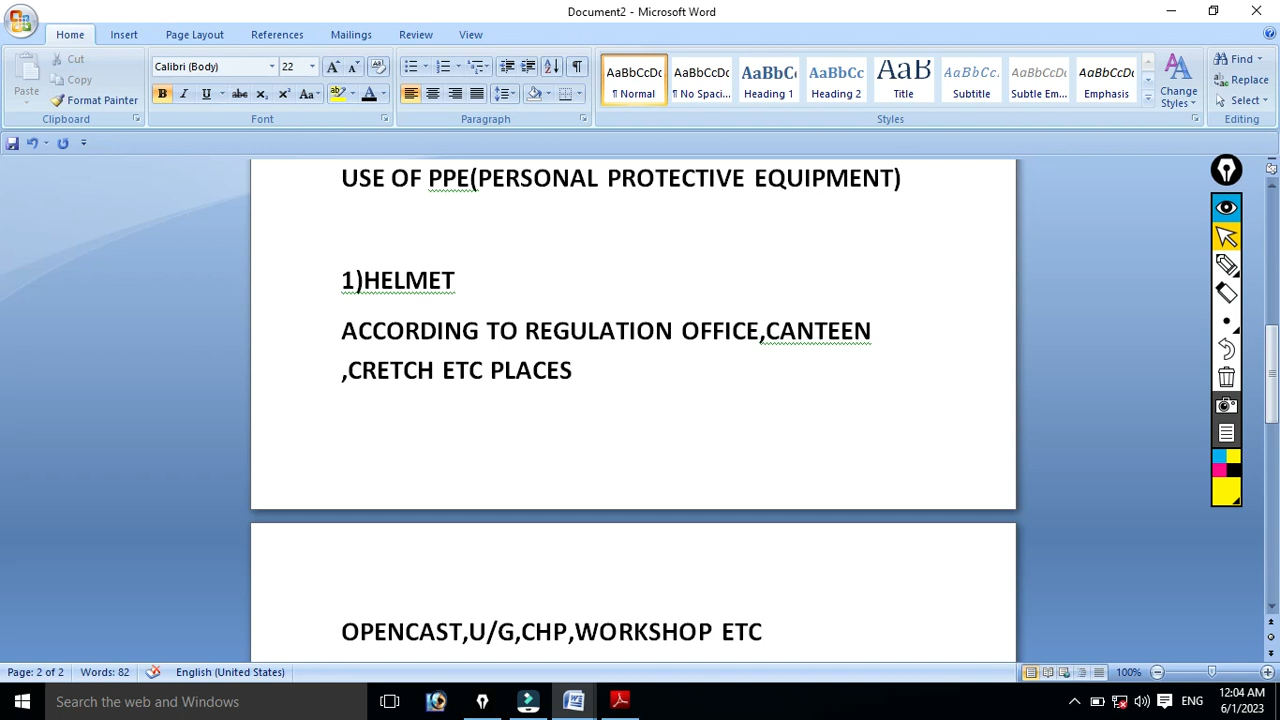 Document2 - Microsoft Word
Home Insert Page Layout References Mailings Review View
Paste
Cut
Copy
Format Painter
Clipboard
Calibri (Body) 22
B I U abc x₂ x² Aa
Font
Paragraph
AaBbCcDc AaBbCcDc AaBbCc AaBbCc AaB AaBbCc. AaBbCcDc AaBbCcDc
¶ Normal ¶ No Spaci... Heading 1 Heading 2 Title Subtitle Subtle Em... Emphasis
Change Styles
Styles
Find
Replace
Select
Editing
USE OF PPE(PERSONAL PROTECTIVE EQUIPMENT)
1)HELMET
ACCORDING TO REGULATION OFFICE,CANTEEN
,CRETCH ETC PLACES
OPENCAST,U/G,CHP,WORKSHOP ETC
Page: 2 of 2 Words: 82 English (United States) 100%
Search the web and Windows
ENG
12:04 AM
6/1/2023